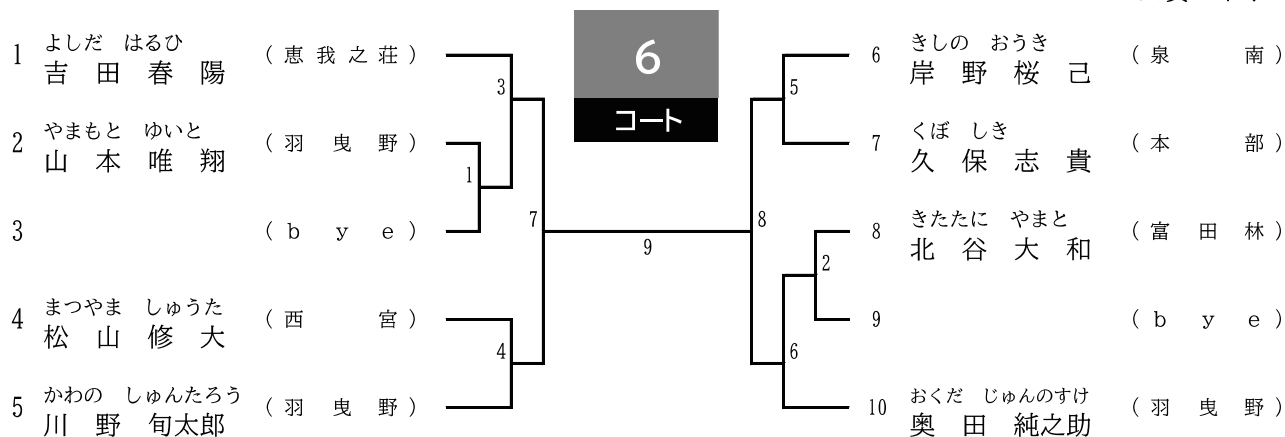 6
コート
よしだ はるひ
1 吉田春陽 （恵我之荘）
やまもと ゆいと
2 山本唯翔 （羽曳野）
3 （bye）
まつやま しゅうた
4 松山修大 （西宮）
かわの しゅんたろう
5 川野旬太郎 （羽曳野）
3
1
7
4
9
きしの おうき
6 岸野桜己 （泉南）
くぼ しき
7 久保志貴 （本部）
きたたに やまと
8 北谷大和 （富田林）
9 （bye）
おくだ じゅんのすけ
10 奥田純之助 （羽曳野）
5
8
2
6